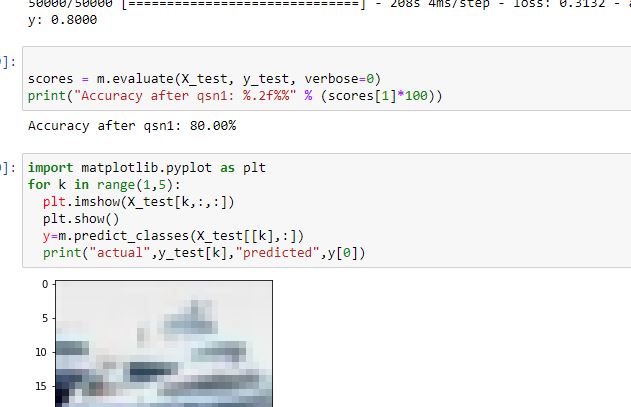 50000/50000 [==============================] - 208s 4ms/step - loss: 0.3132 -
y: 0.8000
]:
scores = m.evaluate(X_test, y_test, verbose=0)
print("Accuracy after qsn1: %.2f%%" % (scores[1]*100))
Accuracy after qsn1: 80.00%
]:
import matplotlib.pyplot as plt
for k in range(1,5):
  plt.imshow(X_test[k,:,:])
  plt.show()
  y=m.predict_classes(X_test[[k],:])
  print("actual",y_test[k],"predicted",y[0])
0
5
10
15